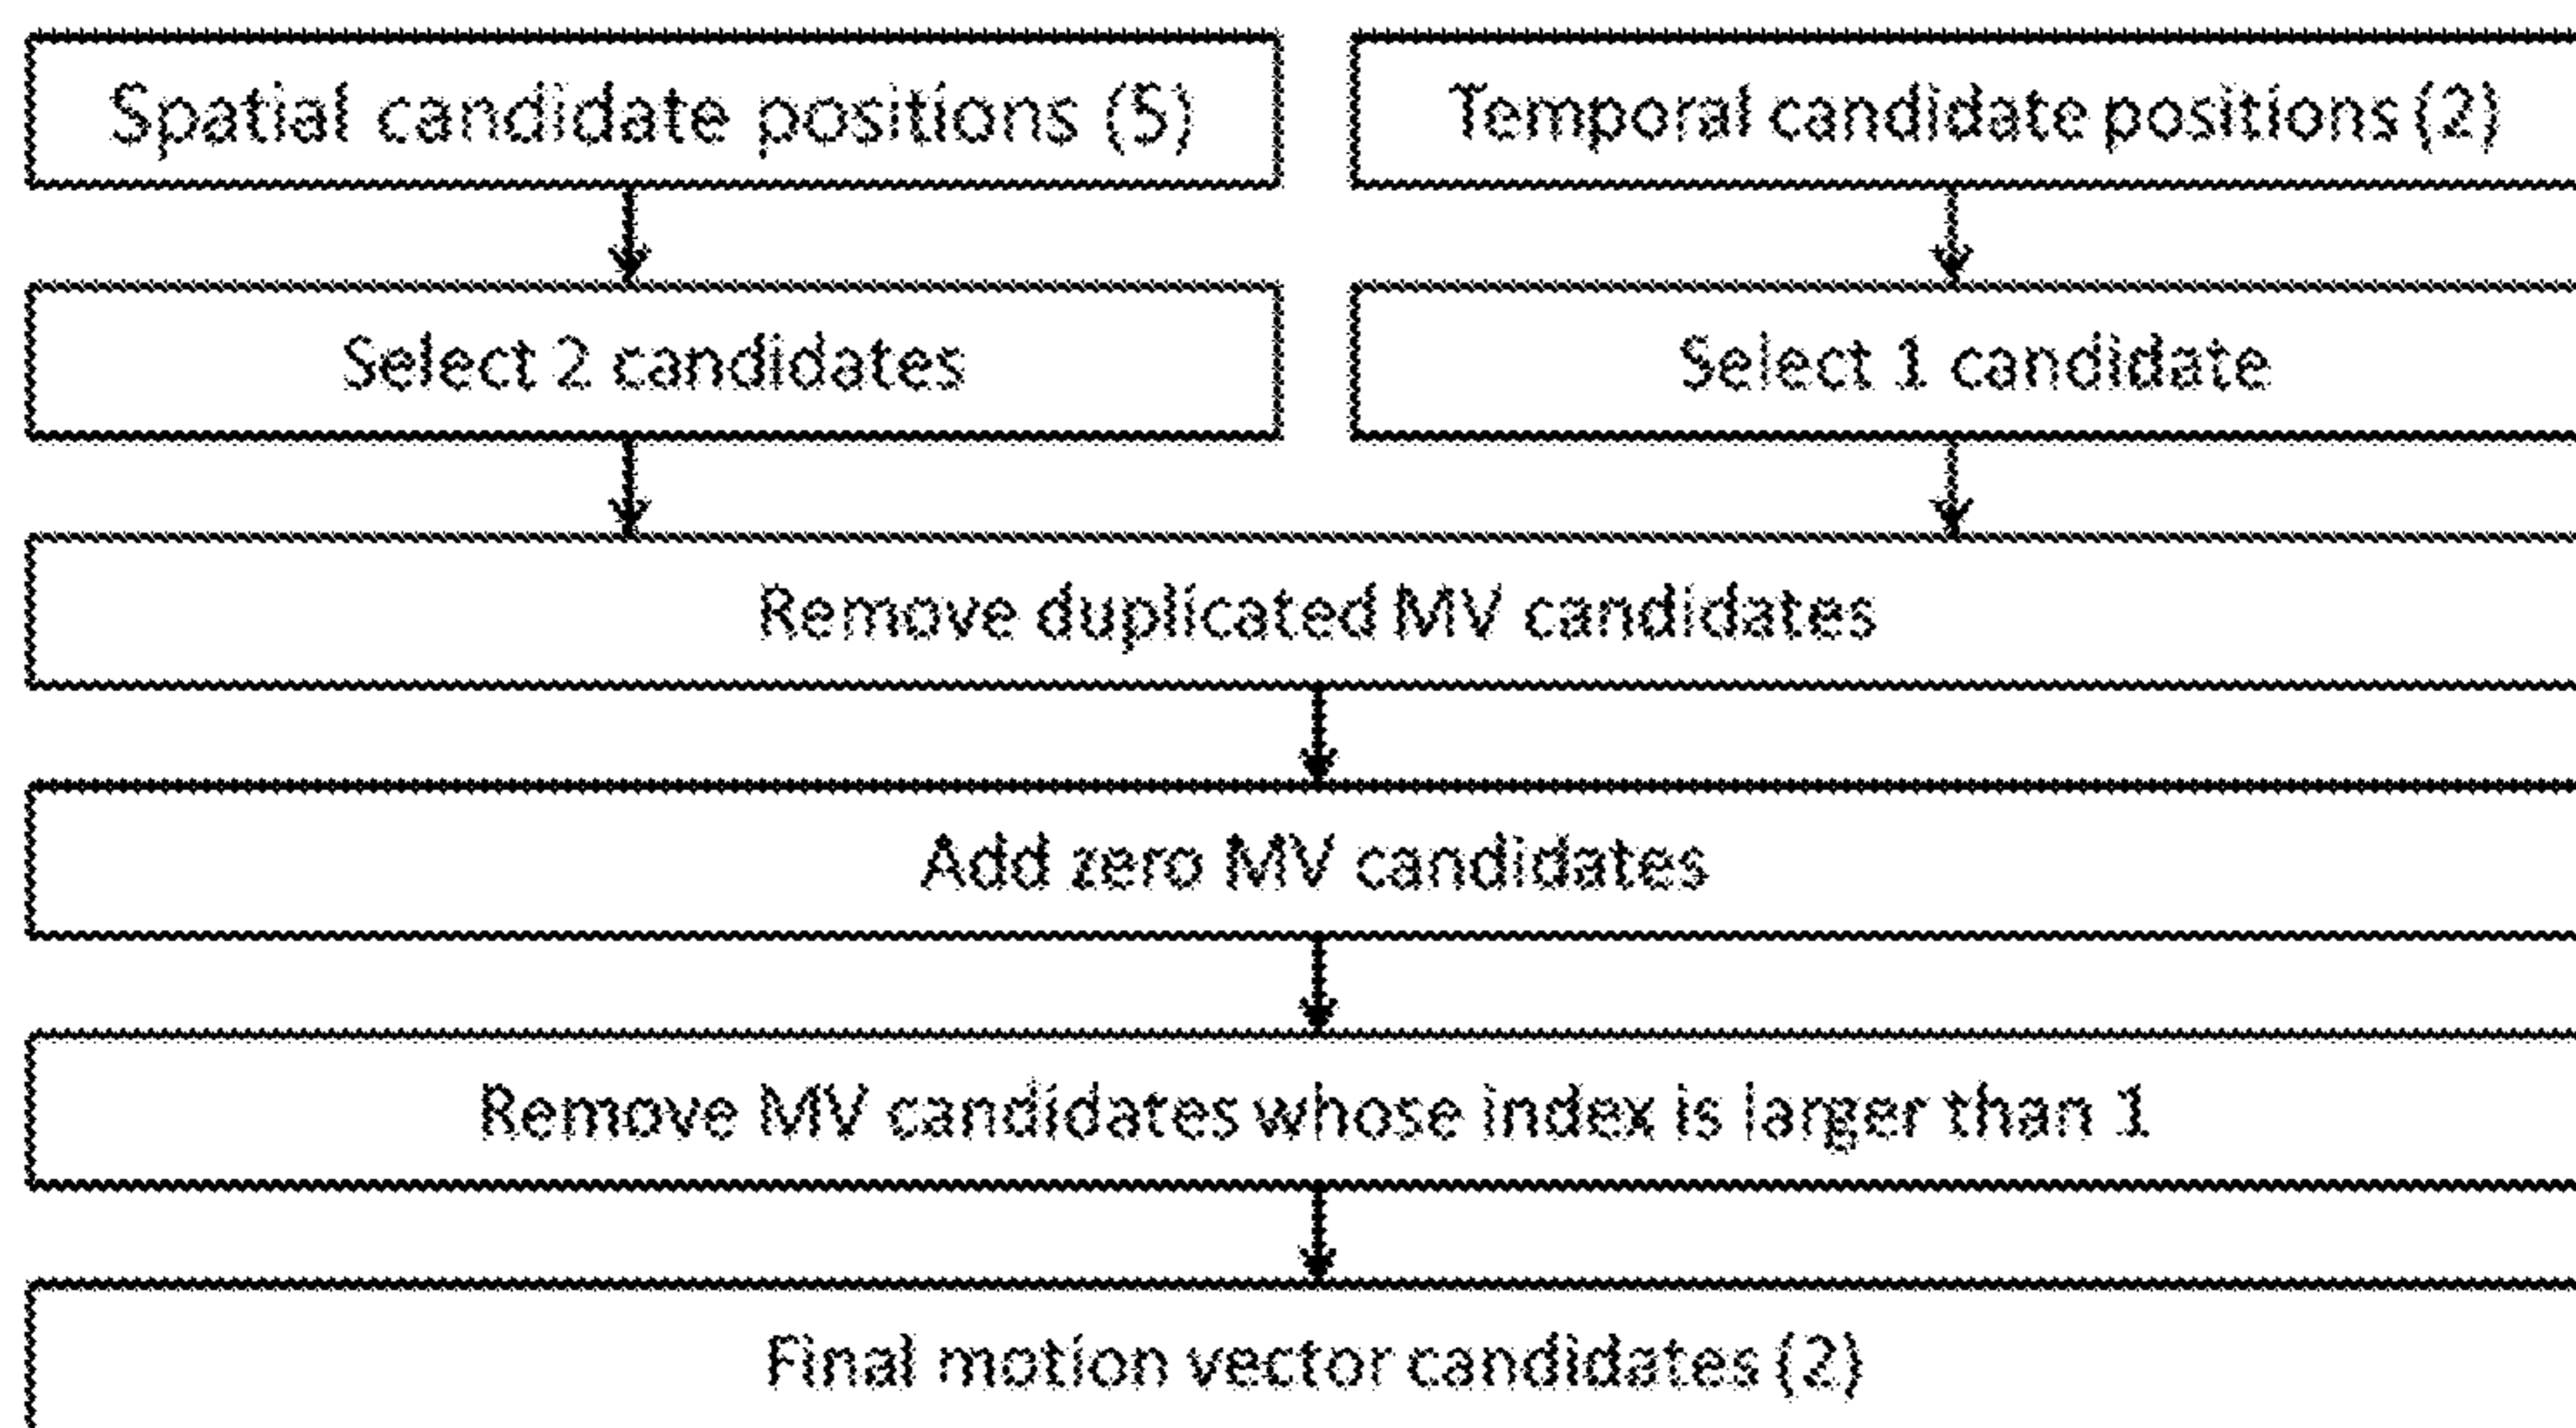 Spatial candidate positions (5)
Temporal candidate positions (2)
Select 2 candidates
Select 1 candidate
Remove duplicated MV candidates
Add zero MV candidates
Remove MV candidates whose index is larger than 1
Final motion vector candidates (2)